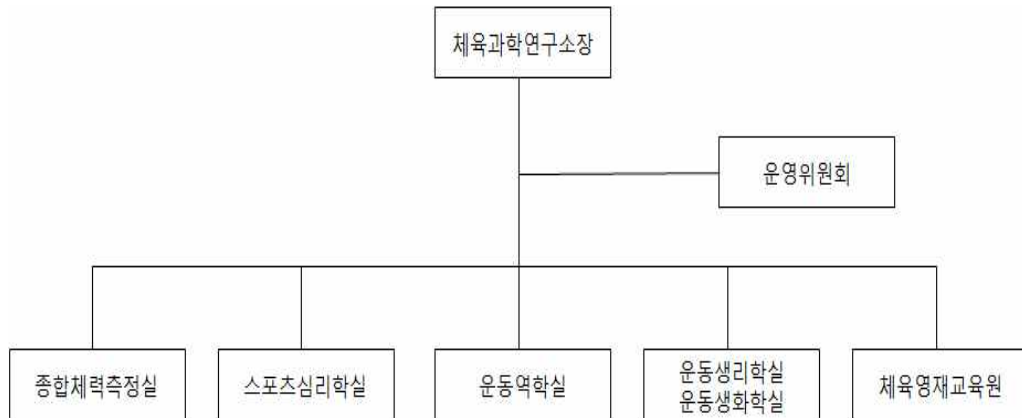 체육과학연구소장
운영위원회
종합체력측정실
스포츠심리학실
운동역학실
운동생리학실
운동생화학실
체육영재교육원